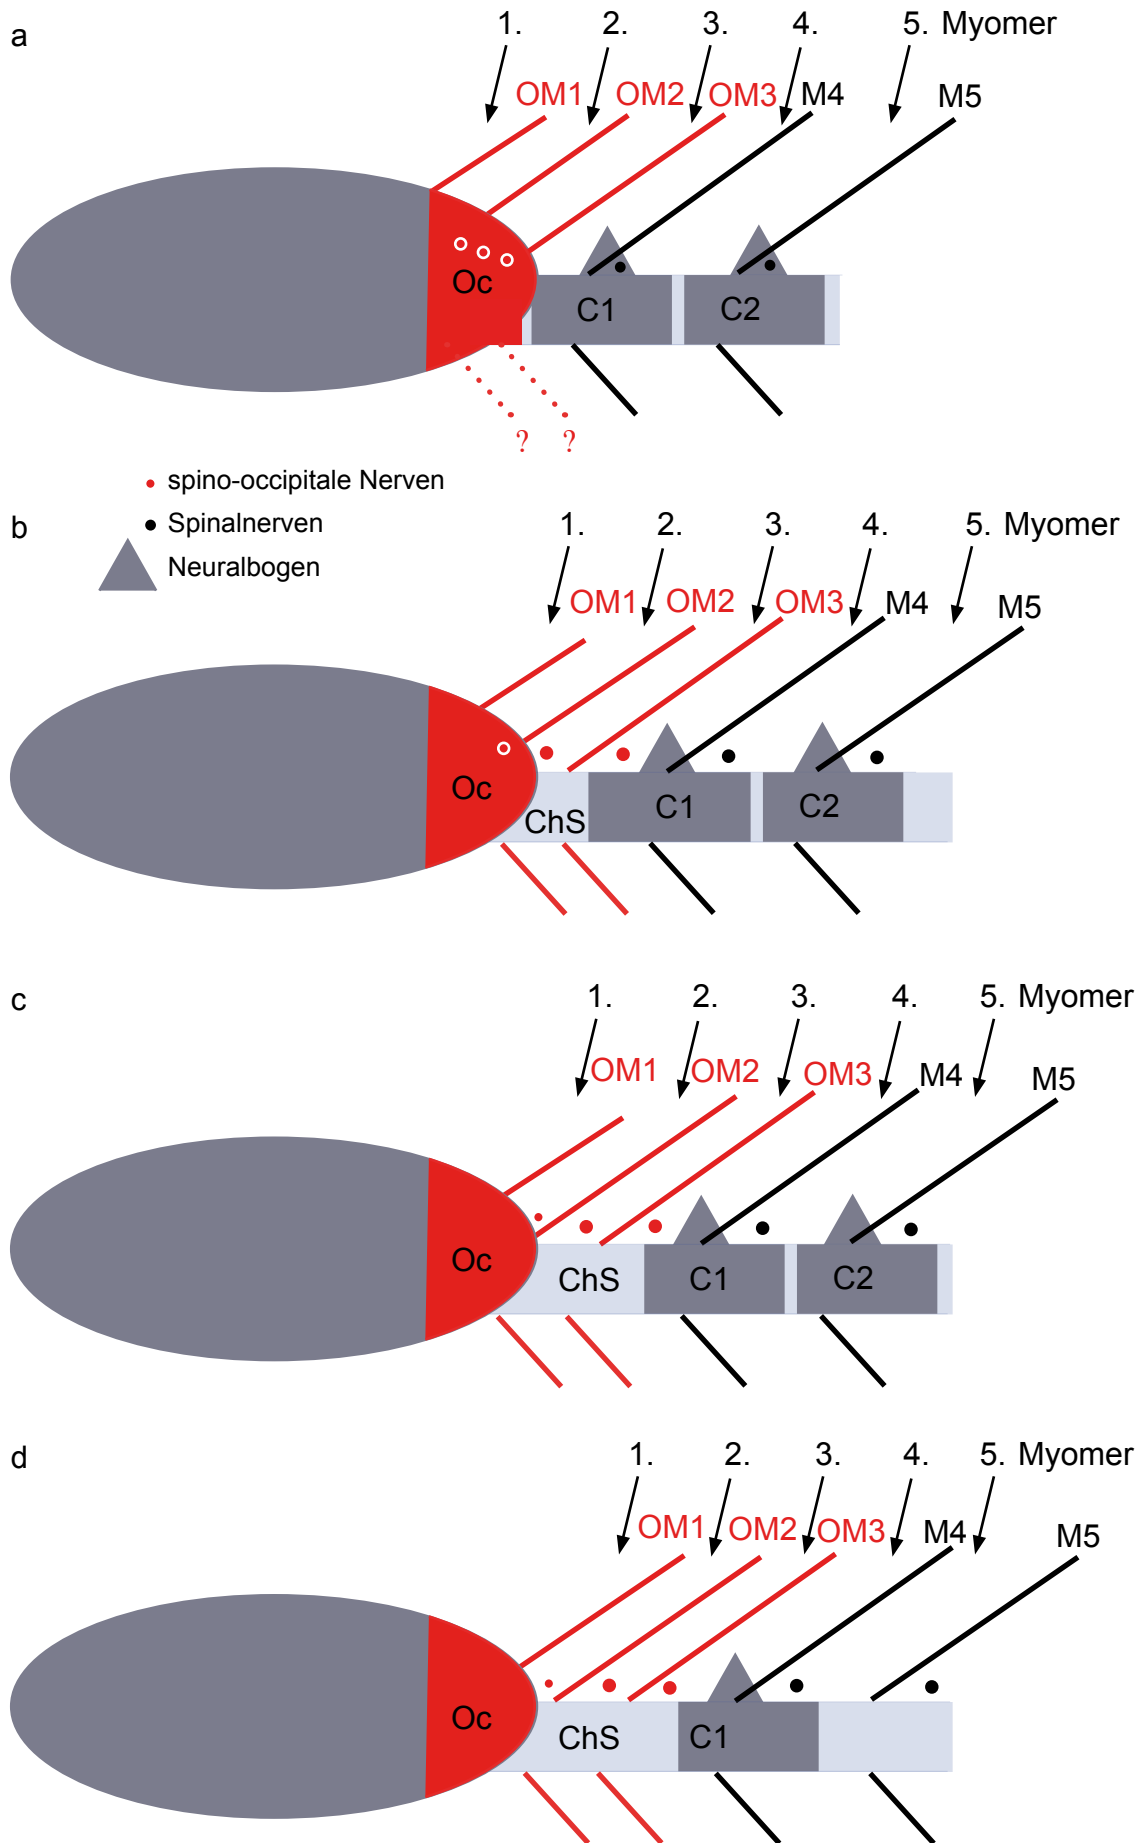 a
1. 2. 3. 4. 5. Myomer
OM1 OM2 OM3 M4 M5
Oc C1 C2
? ?
spino-occipitale Nerven
Spinalnerven
Neuralbogen
b
1. 2. 3. 4. 5. Myomer
OM1 OM2 OM3 M4 M5
Oc ChS C1 C2
c
1. 2. 3. 4. 5. Myomer
OM1 OM2 OM3 M4 M5
Oc ChS C1 C2
d
1. 2. 3. 4. 5. Myomer
OM1 OM2 OM3 M4 M5
Oc ChS C1